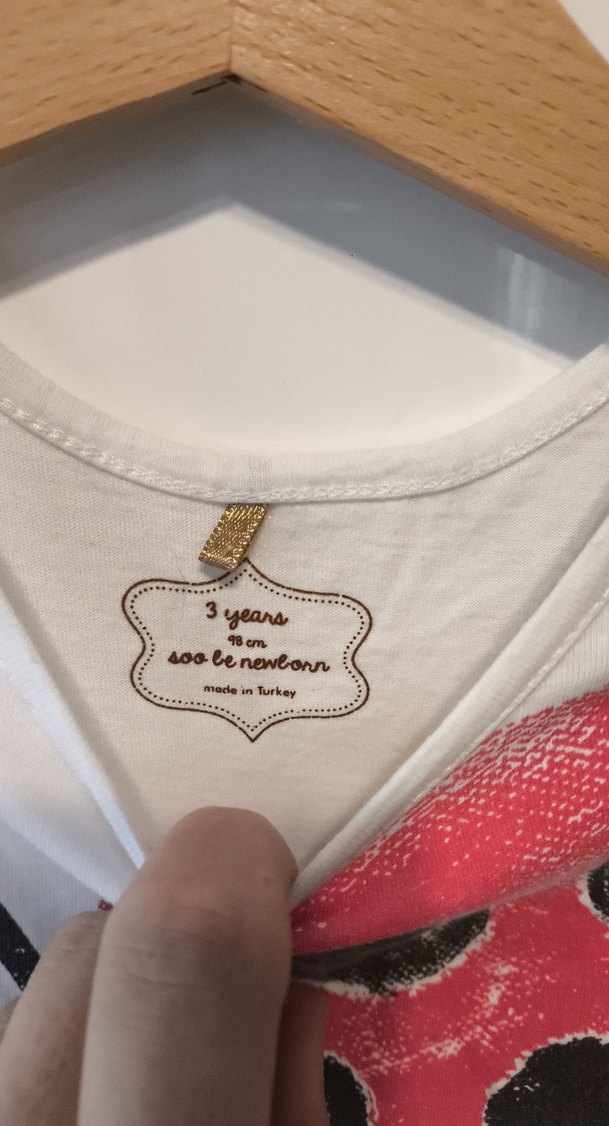 3 years
98 cm
soo be newborn
made in Turkey